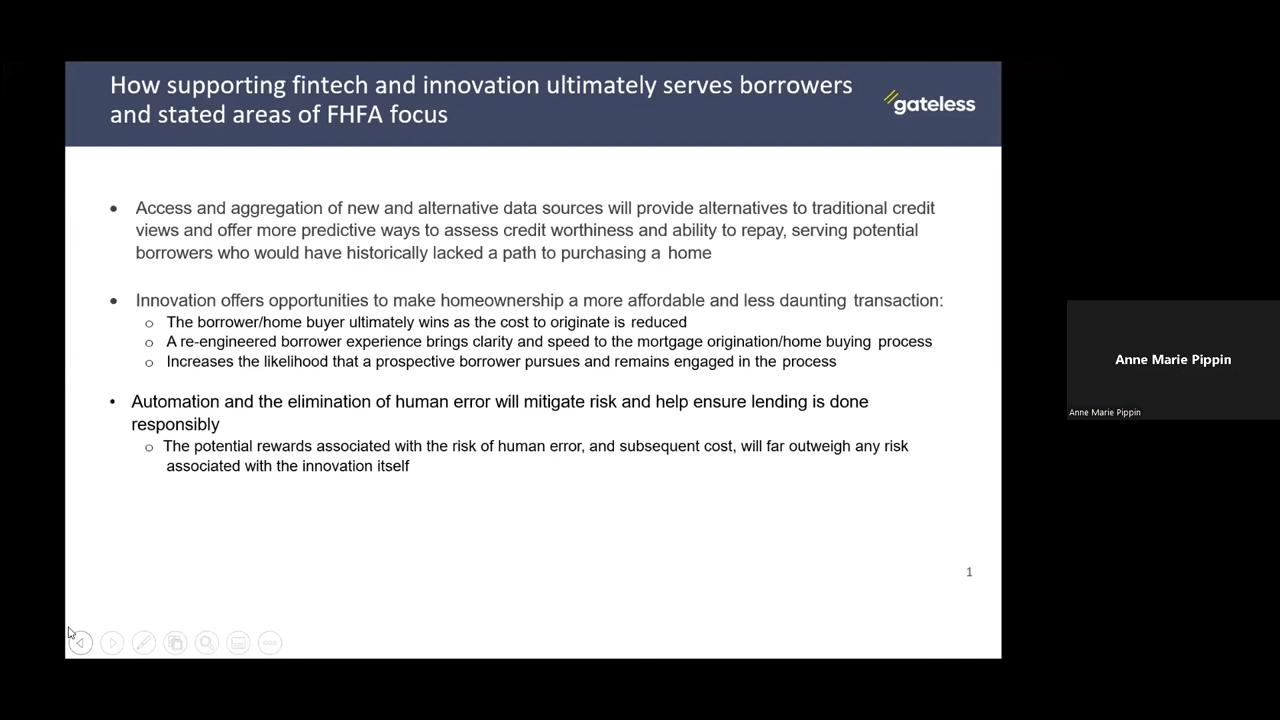 How supporting fintech and innovation ultimately serves borrowers
and stated areas of FHFA focus
gateless
• Access and aggregation of new and alternative data sources will provide alternatives to traditional credit
views and offer more predictive ways to assess credit worthiness and ability to repay, serving potential
borrowers who would have historically lacked a path to purchasing a home
• Innovation offers opportunities to make homeownership a more affordable and less daunting transaction:
o The borrower/home buyer ultimately wins as the cost to originate is reduced
o A re-engineered borrower experience brings clarity and speed to the mortgage origination/home buying process
o Increases the likelihood that a prospective borrower pursues and remains engaged in the process
• Automation and the elimination of human error will mitigate risk and help ensure lending is done
responsibly
o The potential rewards associated with the risk of human error, and subsequent cost, will far outweigh any risk
associated with the innovation itself
1
Anne Marie Pippin
Anne Marie Pippin